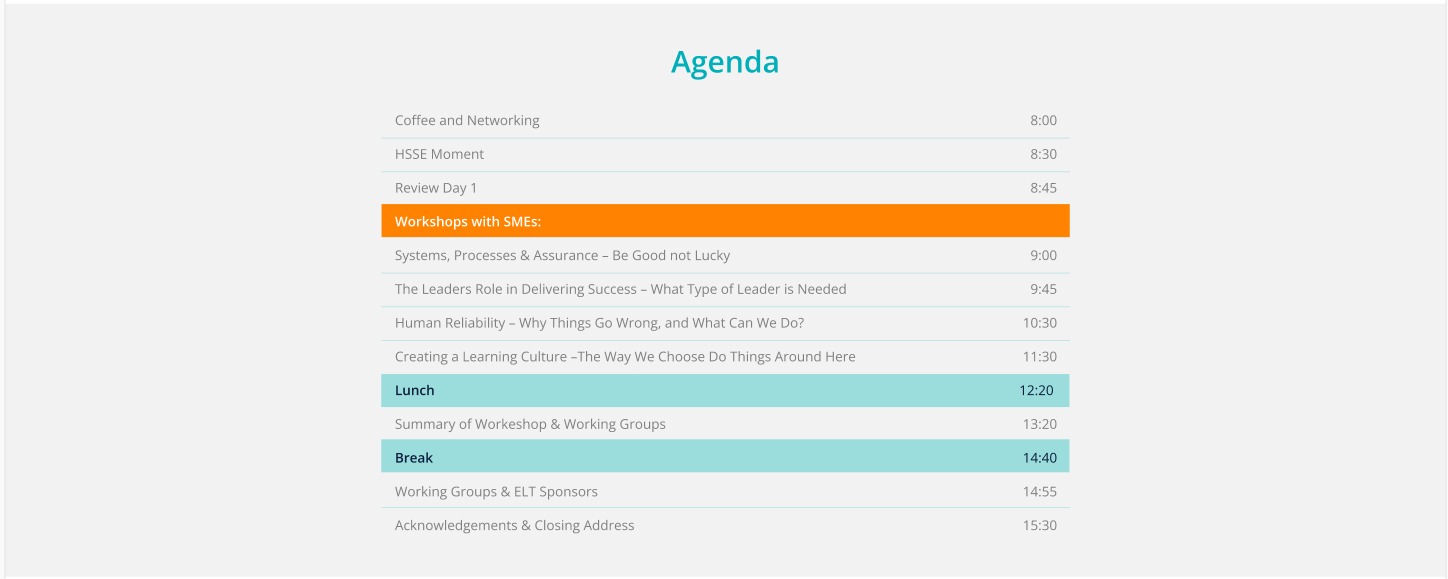 Agenda
Coffee and Networking 8:00
HSSE Moment 8:30
Review Day 1 8:45
Workshops with SMEs:
Systems, Processes & Assurance – Be Good not Lucky 9:00
The Leaders Role in Delivering Success – What Type of Leader is Needed 9:45
Human Reliability – Why Things Go Wrong, and What Can We Do? 10:30
Creating a Learning Culture –The Way We Choose Do Things Around Here 11:30
Lunch 12:20
Summary of Workeshop & Working Groups 13:20
Break 14:40
Working Groups & ELT Sponsors 14:55
Acknowledgements & Closing Address 15:30